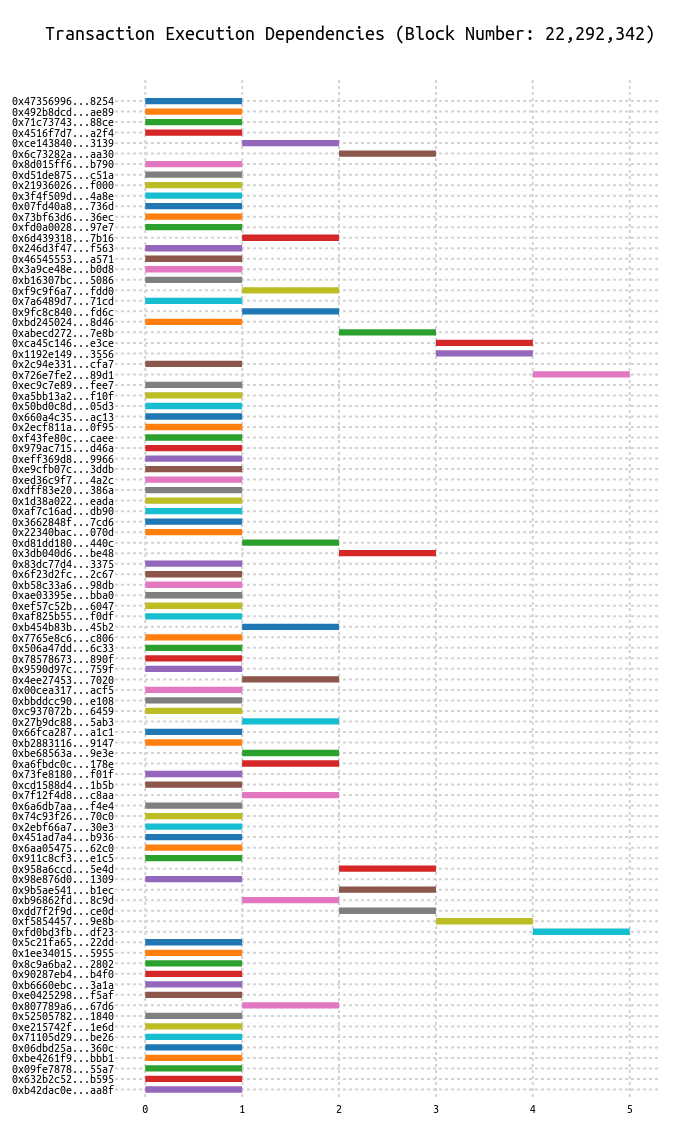 Transaction Execution Dependencies (Block Number: 22,292,342)
0x47356996...8254
0x492b8dcd...ae89
0x71c73743...88ce
0x4516f7d7...a2f4
0xce143840...3139
0x6c73282a...aa30
0x8d015ff6...b790
0xd51de875...c51a
0x21936026...f000
0x3f4f509d...4a8e
0x07fd40a8...736d
0x73bf63d6...36ec
0xfd0a0028...97e7
0x6d439318...7b16
0x246d3f47...f563
0x46545553...a571
0x3a9ce48e...b0d8
0xb16307bc...5086
0xf9c9f6a7...fdd0
0x7a6489d7...71cd
0x9fc8c840...fd6c
0xbd245024...8d46
0xabecd272...7e8b
0xca45c146...e3ce
0x1192e149...3556
0x2c94e331...cfa7
0x726e7fe2...89d1
0xec9c7e89...fee7
0xa5bb13a2...f10f
0x50bd0c8d...05d3
0x660a4c35...ac13
0x2ecf811a...0f95
0xf43fe80c...caee
0x979ac715...d46a
0xeff369d8...9966
0xe9cfb07c...3ddb
0xed36c9f7...4a2c
0xdff83e20...386a
0x1d38a022...eada
0xaf7c16ad...db90
0x3662848f...7cd6
0x22340bac...070d
0xd81dd180...440c
0x3db040d6...be48
0x83dc77d4...3375
0x6f23d2fc...2c67
0xb58c33a6...98db
0xae03395e...bba0
0xef57c52b...6047
0xaf825b55...f0df
0xb454b83b...45b2
0x7765e8c6...c806
0x506a47dd...6c33
0x78578673...890f
0x9590d97c...759f
0x4ee27453...7020
0x00cea317...acf5
0xbbddcc90...e108
0xc937072b...6459
0x27b9dc88...5ab3
0x66fca287...a1c1
0xb2883116...9147
0xbe68563a...9e3e
0xa6fbdc0c...178e
0x73fe8180...f01f
0xcd1588d4...1b5b
0x7f12f4d8...c8aa
0x6a6db7aa...f4e4
0x74c93f26...70c0
0x2ebf66a7...30e3
0x451ad7a4...b936
0x6aa05475...62c0
0x911c8cf3...e1c5
0x958a6ccd...5e4d
0x98e876d0...1309
0x9b5ae541...b1ec
0xb96862fd...8c9d
0xdd7f2f9d...ce0d
0xf5854457...9e8b
0xfd0bd3fb...df23
0x5c21fa65...22dd
0x1ee34015...5955
0x8c9a6ba2...2802
0x90287eb4...b4f0
0xb6660ebc...3a1a
0xe0425298...f5af
0x807789a6...67d6
0x52505782...1840
0xe215742f...1e6d
0x71105d29...be26
0x06dbd25a...360c
0xbe4261f9...bbb1
0x09fe7878...55a7
0x632b2c52...b595
0xb42dac0e...aa8f
0 1 2 3 4 5